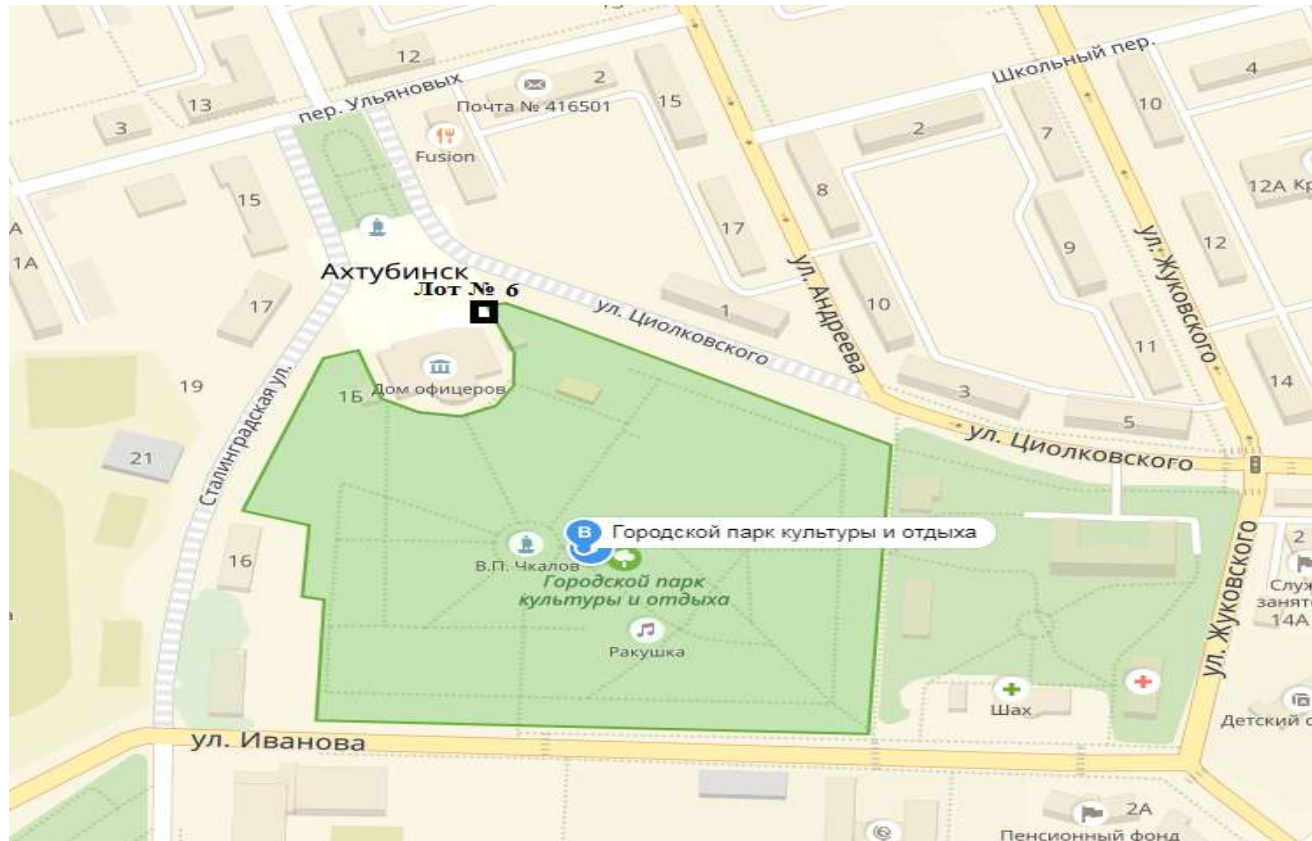 12
13
3
пер. Ульяновых
2
Почта № 416501
15
Fusion
Школьный пер.
4
10
2
7
12А
15
8
17
9
12
А
1А
Ахтубинск
Лот № 6
17
ул. Циолковского
1
ул. Андреева
10
ул. Жуковского
11
14
19
1Б
Дом офицеров
3
5
ул. Циолковского
21
Сталинградская ул.
16
В
Городской парк культуры и отдыха
В.П. Чкалов
Городской парк
культуры и отдыха
Ракушка
2
Служ
занят
14А
ул. Жуковского
Шах
Детский с
ул. Иванова
2А
Пенсионный фонд